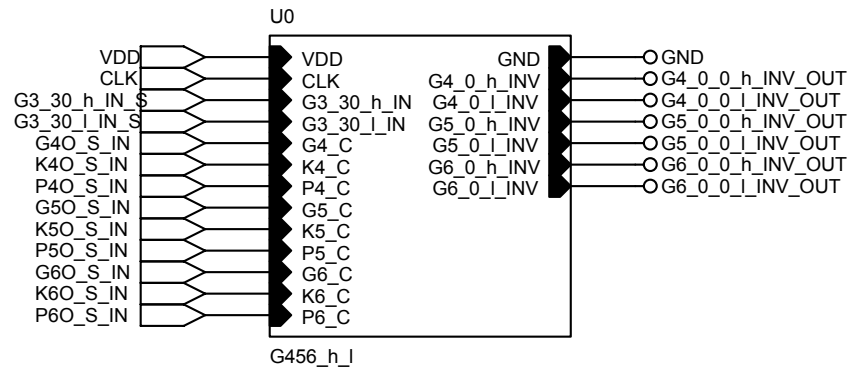 U0
VDD VDD GND GND
CLK CLK G4_0_h_INV G4_0_0_h_INV_OUT
G3_30_h_IN_S G3_30_h_IN G4_0_l_INV G4_0_0_l_INV_OUT
G3_30_l_IN_S G3_30_l_IN G5_0_h_INV G5_0_0_h_INV_OUT
G4O_S_IN G4_C G5_0_l_INV G5_0_0_l_INV_OUT
K4O_S_IN K4_C G6_0_h_INV G6_0_0_h_INV_OUT
P4O_S_IN P4_C G6_0_l_INV G6_0_0_l_INV_OUT
G5O_S_IN G5_C
K5O_S_IN K5_C
P5O_S_IN P5_C
G6O_S_IN G6_C
K6O_S_IN K6_C
P6O_S_IN P6_C
G456_h_l